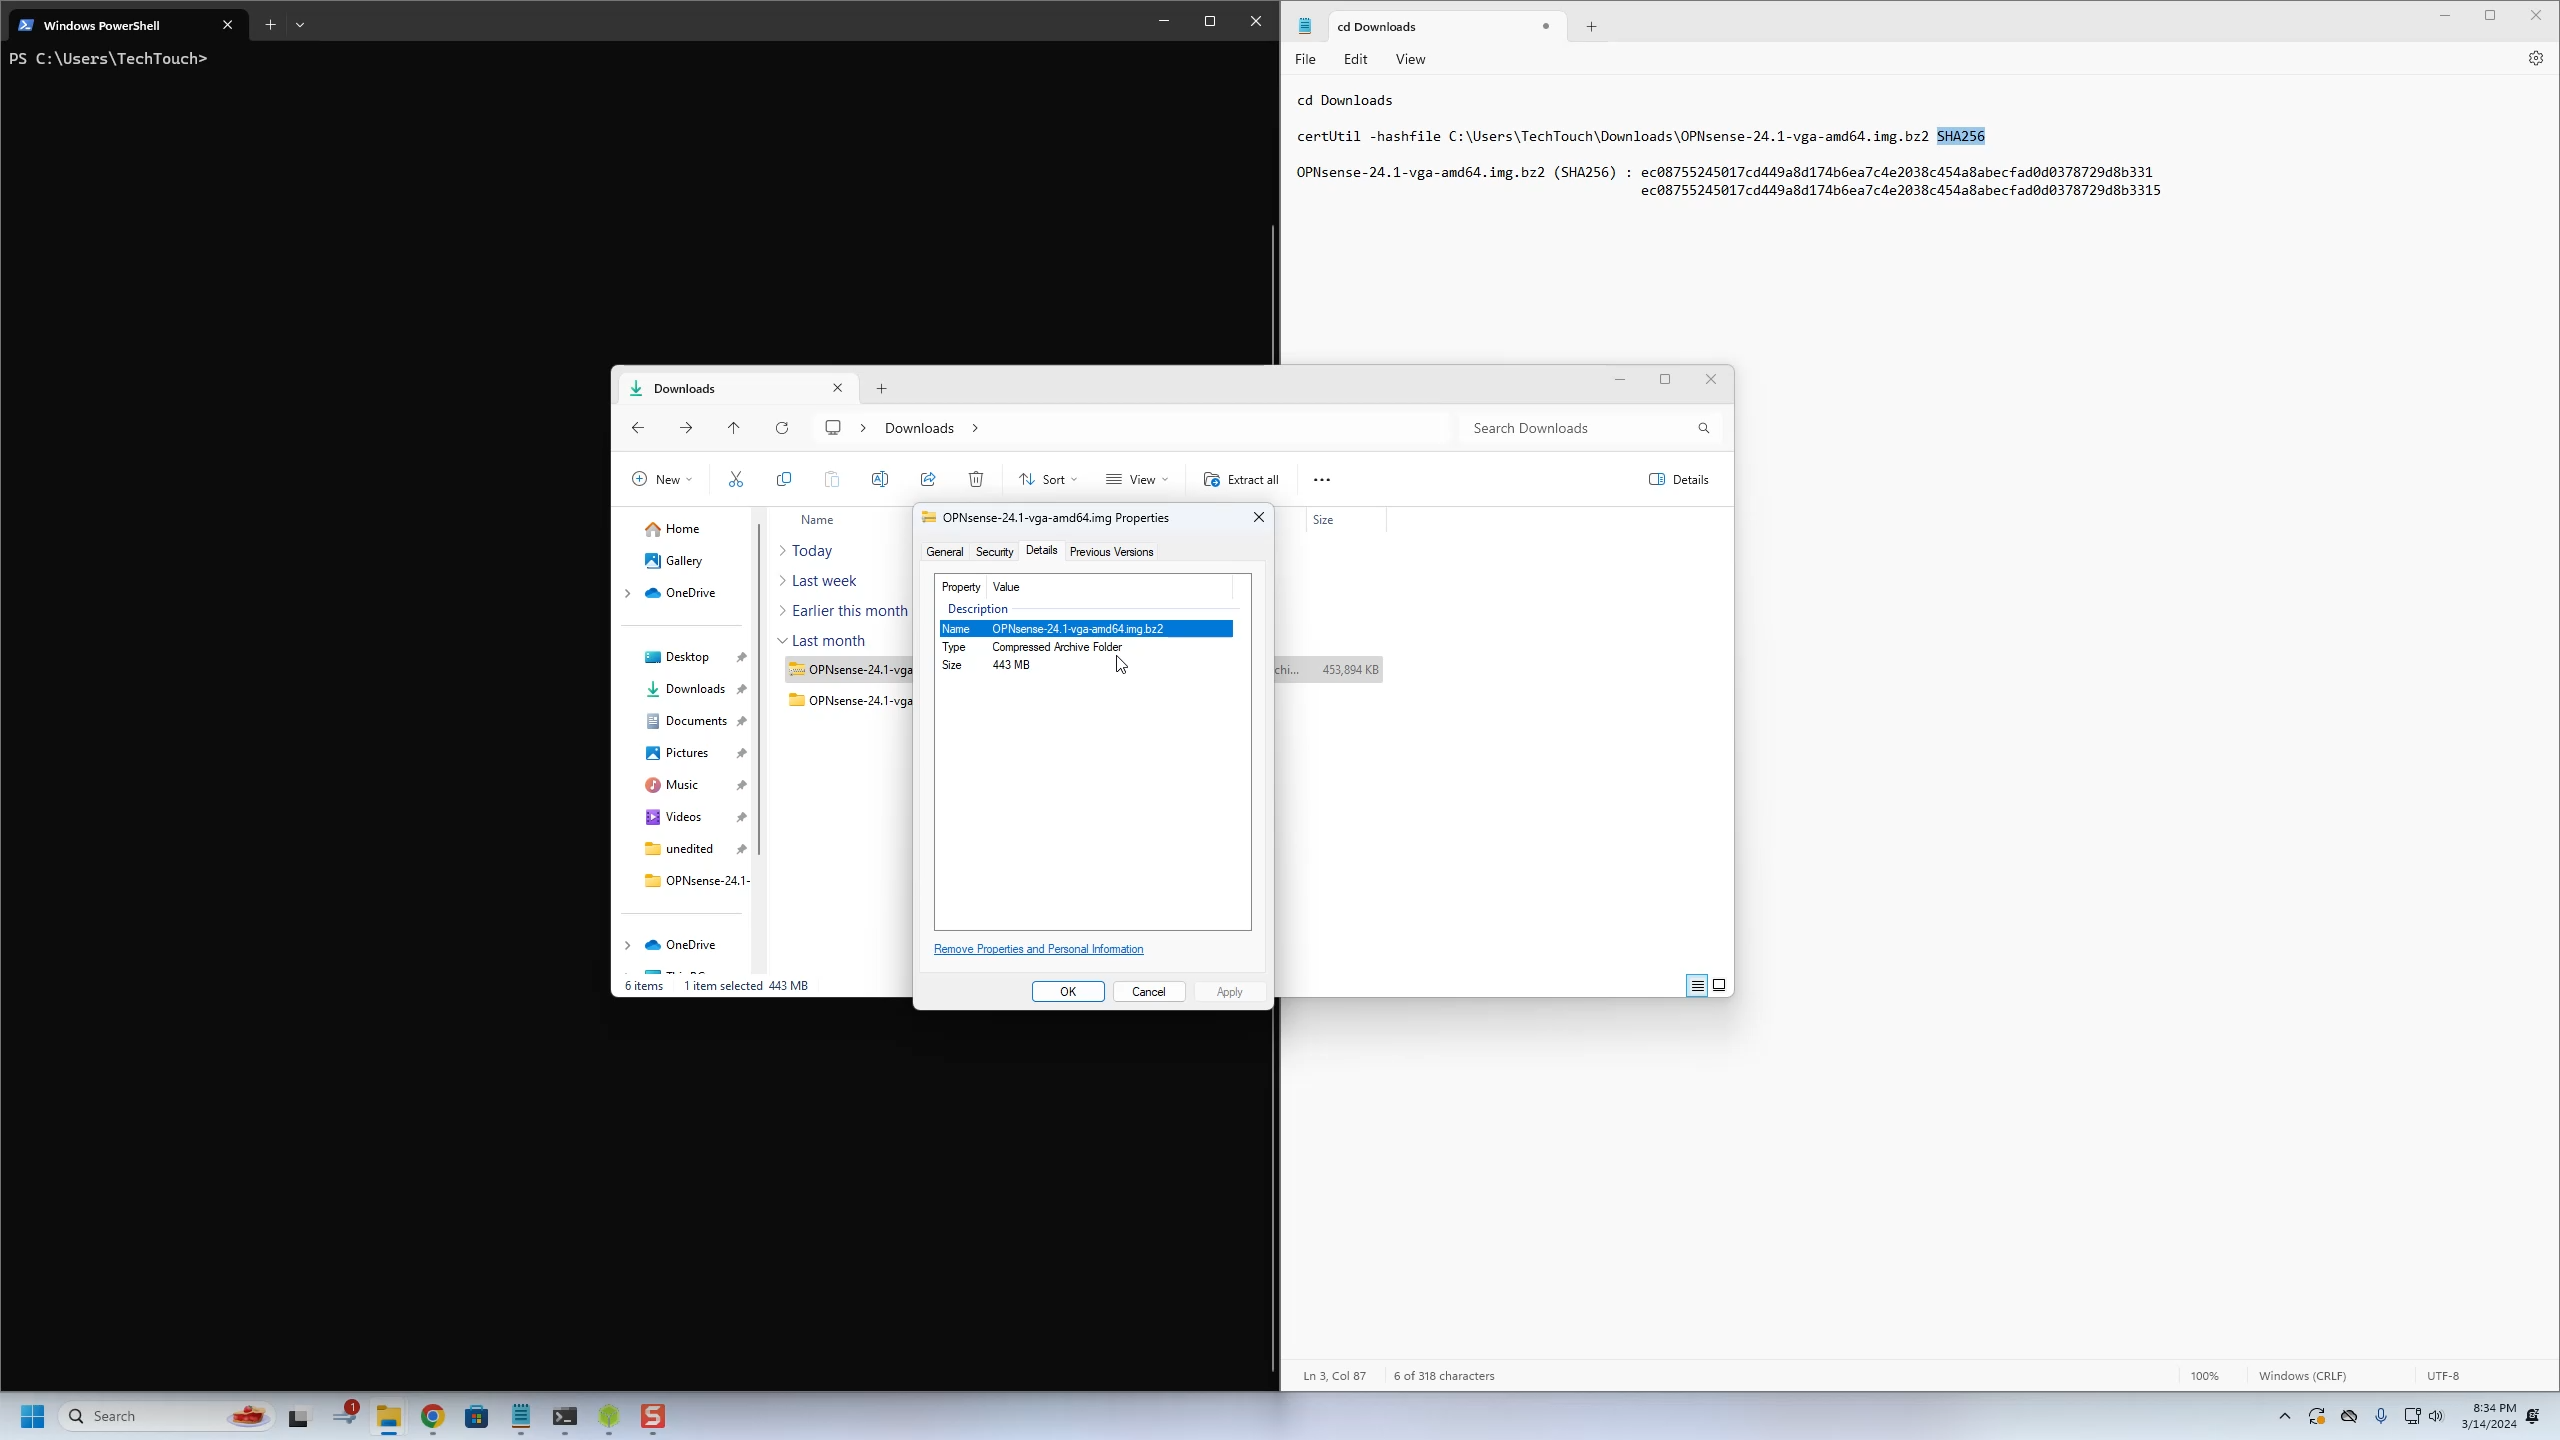 Windows PowerShell
PS C:\Users\TechTouch>
cd Downloads
File Edit View
cd Downloads
certUtil -hashfile C:\Users\TechTouch\Downloads\OPNsense-24.1-vga-amd64.img.bz2 SHA256
OPNsense-24.1-vga-amd64.img.bz2 (SHA256) : ec08755245017cd449a8d174b6ea7c4e2038c454a8abecfad0d0378729d8b331
ec08755245017cd449a8d174b6ea7c4e2038c454a8abecfad0d0378729d8b3315
Downloads
Downloads
Search Downloads
New
Sort
View
Extract all
Details
Home
Gallery
OneDrive
Desktop
Downloads
Documents
Pictures
Music
Videos
unedited
OPNsense-24.1-
OneDrive
Name
Size
Today
Last week
Earlier this month
Last month
OPNsense-24.1-vga
chi... 453,894 KB
OPNsense-24.1-vga
6 items 1 item selected 443 MB
OPNsense-24.1-vga-amd64.img Properties
General Security Details Previous Versions
Property Value
Description
Name OPNsense-24.1-vga-amd64.img.bz2
Type Compressed Archive Folder
Size 443 MB
Remove Properties and Personal Information
OK Cancel Apply
Ln 3, Col 87 6 of 318 characters 100% Windows (CRLF) UTF-8
Search
1
8:34 PM
3/14/2024